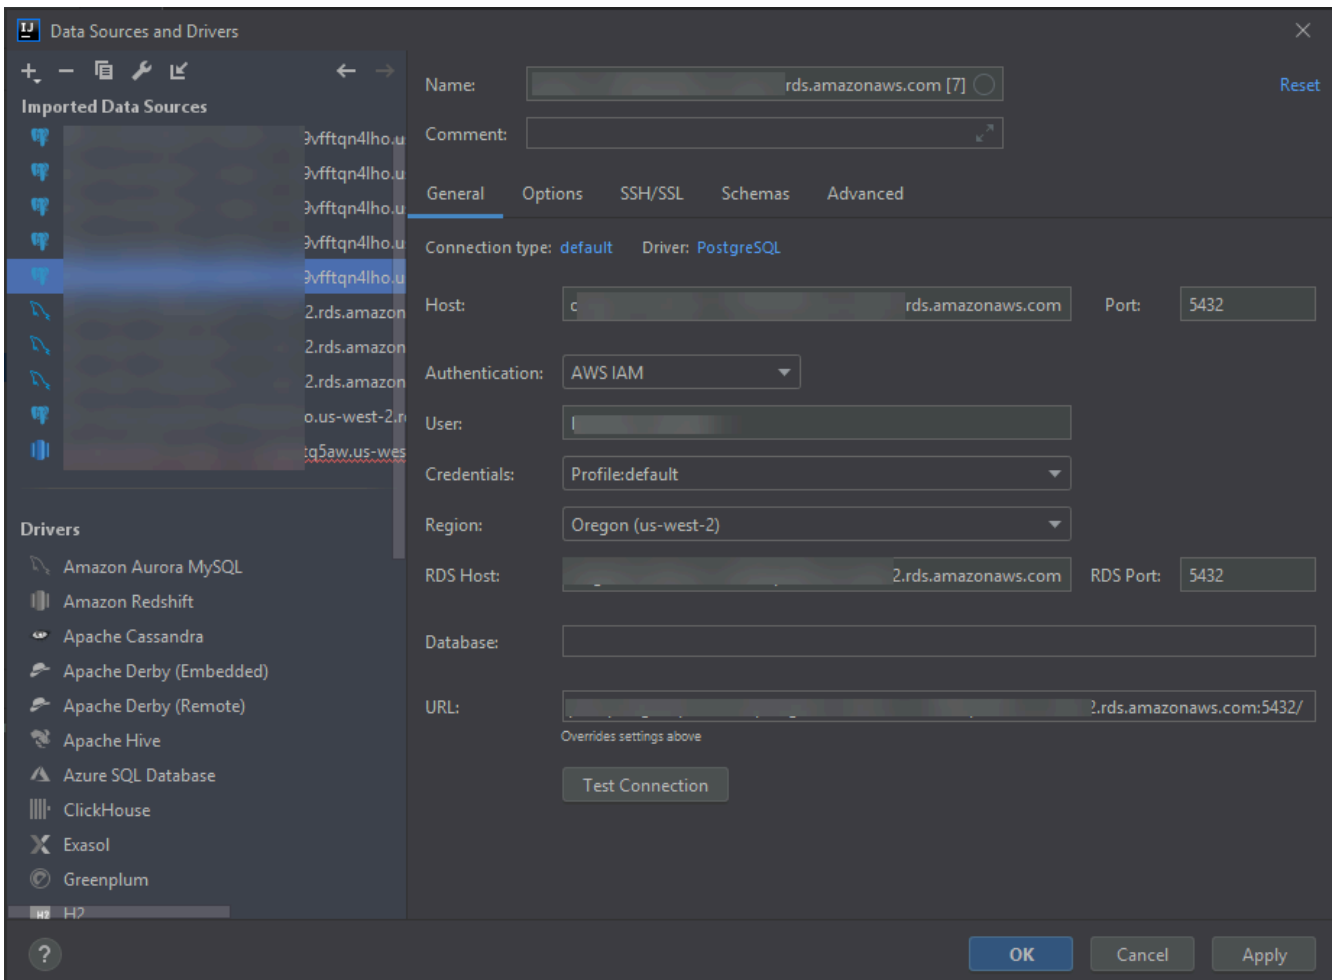 IJ Data Sources and Drivers
Imported Data Sources
9vfftqn4lho.u
9vfftqn4lho.u
9vfftqn4lho.u
9vfftqn4lho.u
9vfftqn4lho.u
2.rds.amazon
2.rds.amazon
2.rds.amazon
o.us-west-2.r
tq5aw.us-wes
Drivers
Amazon Aurora MySQL
Amazon Redshift
Apache Cassandra
Apache Derby (Embedded)
Apache Derby (Remote)
Apache Hive
Azure SQL Database
ClickHouse
Exasol
Greenplum
H2 H2
Name: rds.amazonaws.com [7] Reset
Comment:
General Options SSH/SSL Schemas Advanced
Connection type: default Driver: PostgreSQL
Host: c rds.amazonaws.com Port: 5432
Authentication: AWS IAM
User:
Credentials: Profile:default
Region: Oregon (us-west-2)
RDS Host: 2.rds.amazonaws.com RDS Port: 5432
Database:
URL: 2.rds.amazonaws.com:5432/
Overrides settings above
Test Connection
? OK Cancel Apply